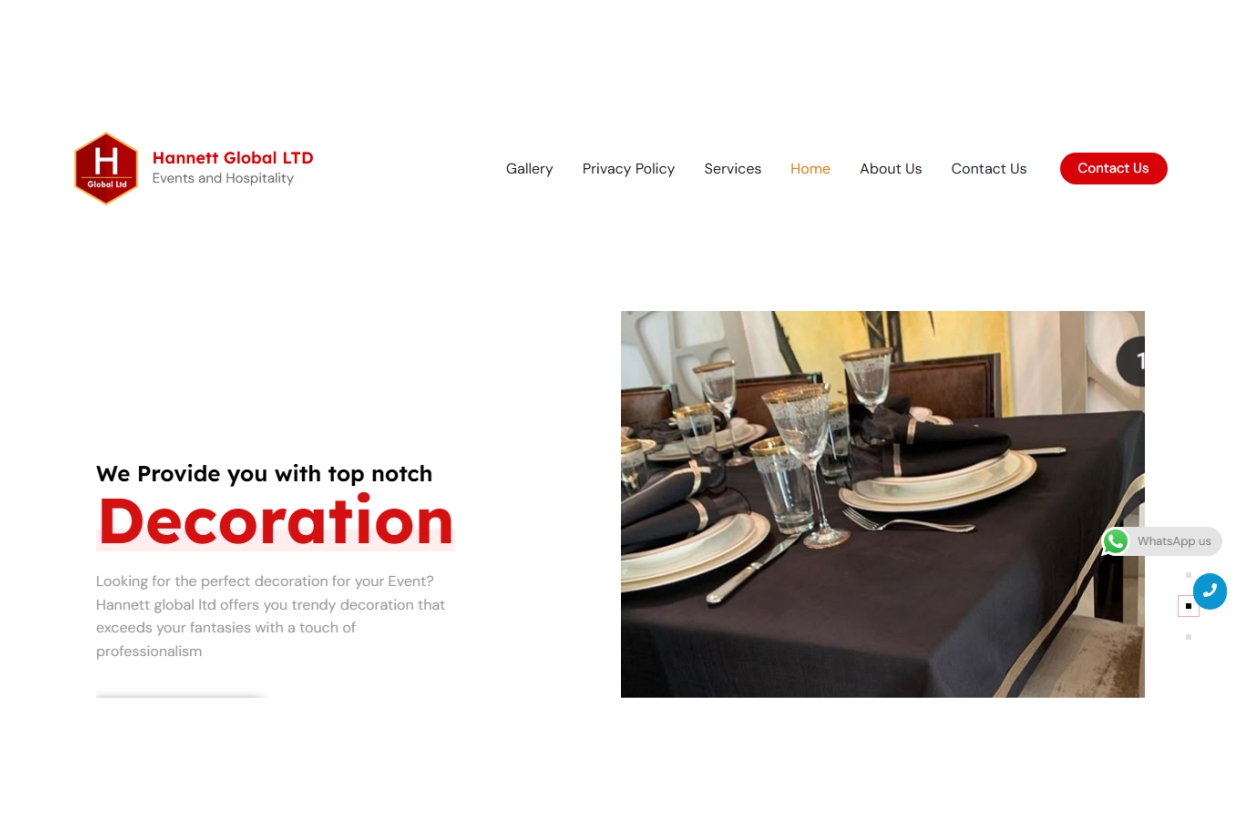 H
Global Ltd
Hannett Global LTD
Events and Hospitality
Gallery
Privacy Policy
Services
Home
About Us
Contact Us
Contact Us
We Provide you with top notch
Decoration
Looking for the perfect decoration for your Event?
Hannett global ltd offers you trendy decoration that
exceeds your fantasies with a touch of
professionalism
1
WhatsApp us